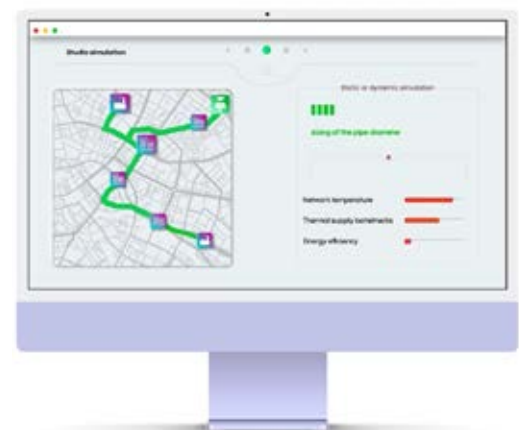 Studio simulation
Static or dynamic simulation
sizing of the pipe diameter
Network temperature
Thermal supply bottlenecks
Energy efficiency